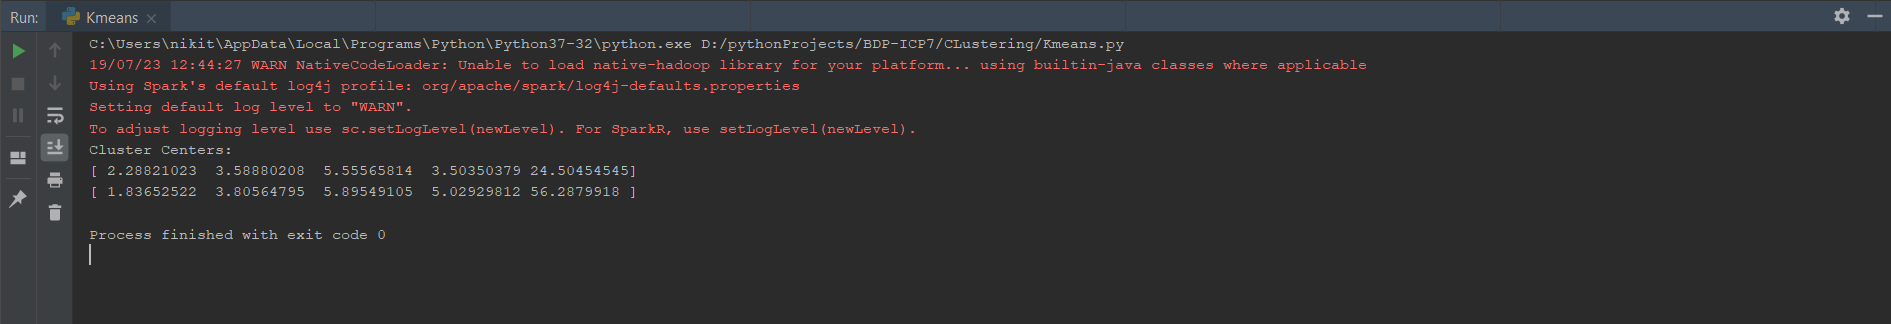 Run: Kmeans
C:\Users\nikit\AppData\Local\Programs\Python\Python37-32\python.exe D:/pythonProjects/BDP-ICP7/CLustering/Kmeans.py
19/07/23 12:44:27 WARN NativeCodeLoader: Unable to load native-hadoop library for your platform... using builtin-java classes where applicable
Using Spark's default log4j profile: org/apache/spark/log4j-defaults.properties
Setting default log level to "WARN".
To adjust logging level use sc.setLogLevel(newLevel). For SparkR, use setLogLevel(newLevel).
Cluster Centers:
[ 2.28821023  3.58880208  5.55565814  3.50350379 24.50454545]
[ 1.83652522  3.80564795  5.89549105  5.02929812 56.2879918 ]
Process finished with exit code 0